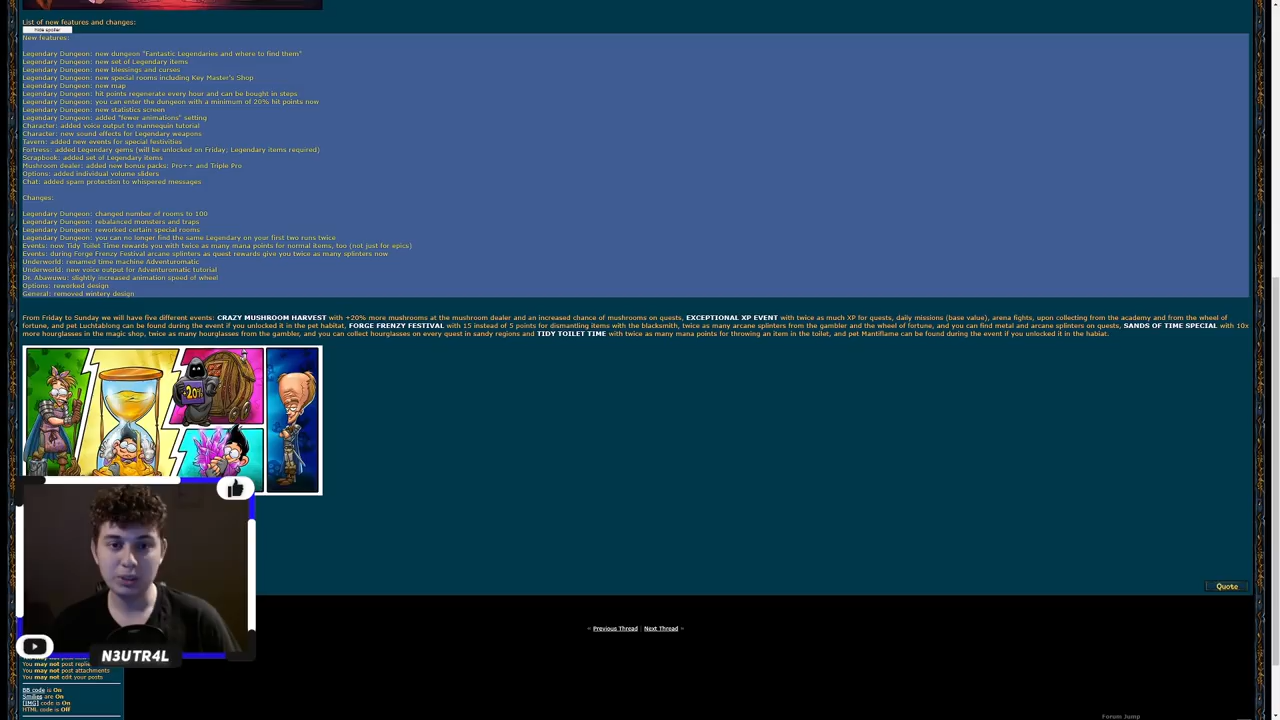 List of new features and changes:
hide spoiler
New features:
Legendary Dungeon: new dungeon "Fantastic Legendaries and where to find them"
Legendary Dungeon: new set of Legendary items
Legendary Dungeon: new blessings and curses
Legendary Dungeon: new special rooms including Key Master's Shop
Legendary Dungeon: new map
Legendary Dungeon: hit points regenerate every hour and can be bought in steps
Legendary Dungeon: you can enter the dungeon with a minimum of 20% hit points now
Legendary Dungeon: new statistics screen
Legendary Dungeon: added "fewer animations" setting
Character: added voice output to mannequin tutorial
Character: new sound effects for Legendary weapons
Tavern: added new events for special festivities
Fortress: added Legendary gems (will be unlocked on Friday, Legendary items required)
Scrapbook: added set of Legendary items
Mushroom dealer: added new bonus packs: Pro++ and Triple Pro
Options: added individual volume sliders
Chat: added spam protection to whispered messages
Changes:
Legendary Dungeon: changed number of rooms to 100
Legendary Dungeon: rebalanced monsters and traps
Legendary Dungeon: reworked certain special rooms
Legendary Dungeon: you can no longer find the same Legendary on your first two runs twice
Events: now Tidy Toilet Time rewards you with twice as many mana points for normal items, too (not just for epics)
Events: during Forge Frenzy Festival arcane splinters as quest rewards give you twice as many splinters now
Underworld: renamed time machine Adventuromatic
Underworld: new voice output for Adventuromatic tutorial
Dr. Abawuwu: slightly increased animation speed of wheel
Options: reworked design
General: removed wintery design
From Friday to Sunday we will have five different events: CRAZY MUSHROOM HARVEST with +20% more mushrooms at the mushroom dealer and an increased chance of mushrooms on quests, EXCEPTIONAL XP EVENT with twice as much XP for quests, daily missions (base value), arena fights, upon collecting from the academy and from the wheel of
fortune, and pet Luchtablong can be found during the event if you unlocked it in the pet habitat, FORGE FRENZY FESTIVAL with 15 instead of 5 points for dismantling items with the blacksmith, twice as many arcane splinters from the gambler and the wheel of fortune, and you can find metal and arcane splinters on quests, SANDS OF TIME SPECIAL with 10x
more hourglasses in the magic shop, twice as many hourglasses from the gambler, and you can collect hourglasses on every quest in sandy regions and TIDY TOILET TIME with twice as many mana points for throwing an item in the toilet, and pet Mantiflame can be found during the event if you unlocked it in the habitat.
+20%
Quote
« Previous Thread | Next Thread »
N3UTR4L
You may not post replie
You may not post attachments
You may not edit your posts
BB code is On
Smilies are On
[IMG] code is On
HTML code is Off
Forum Jump